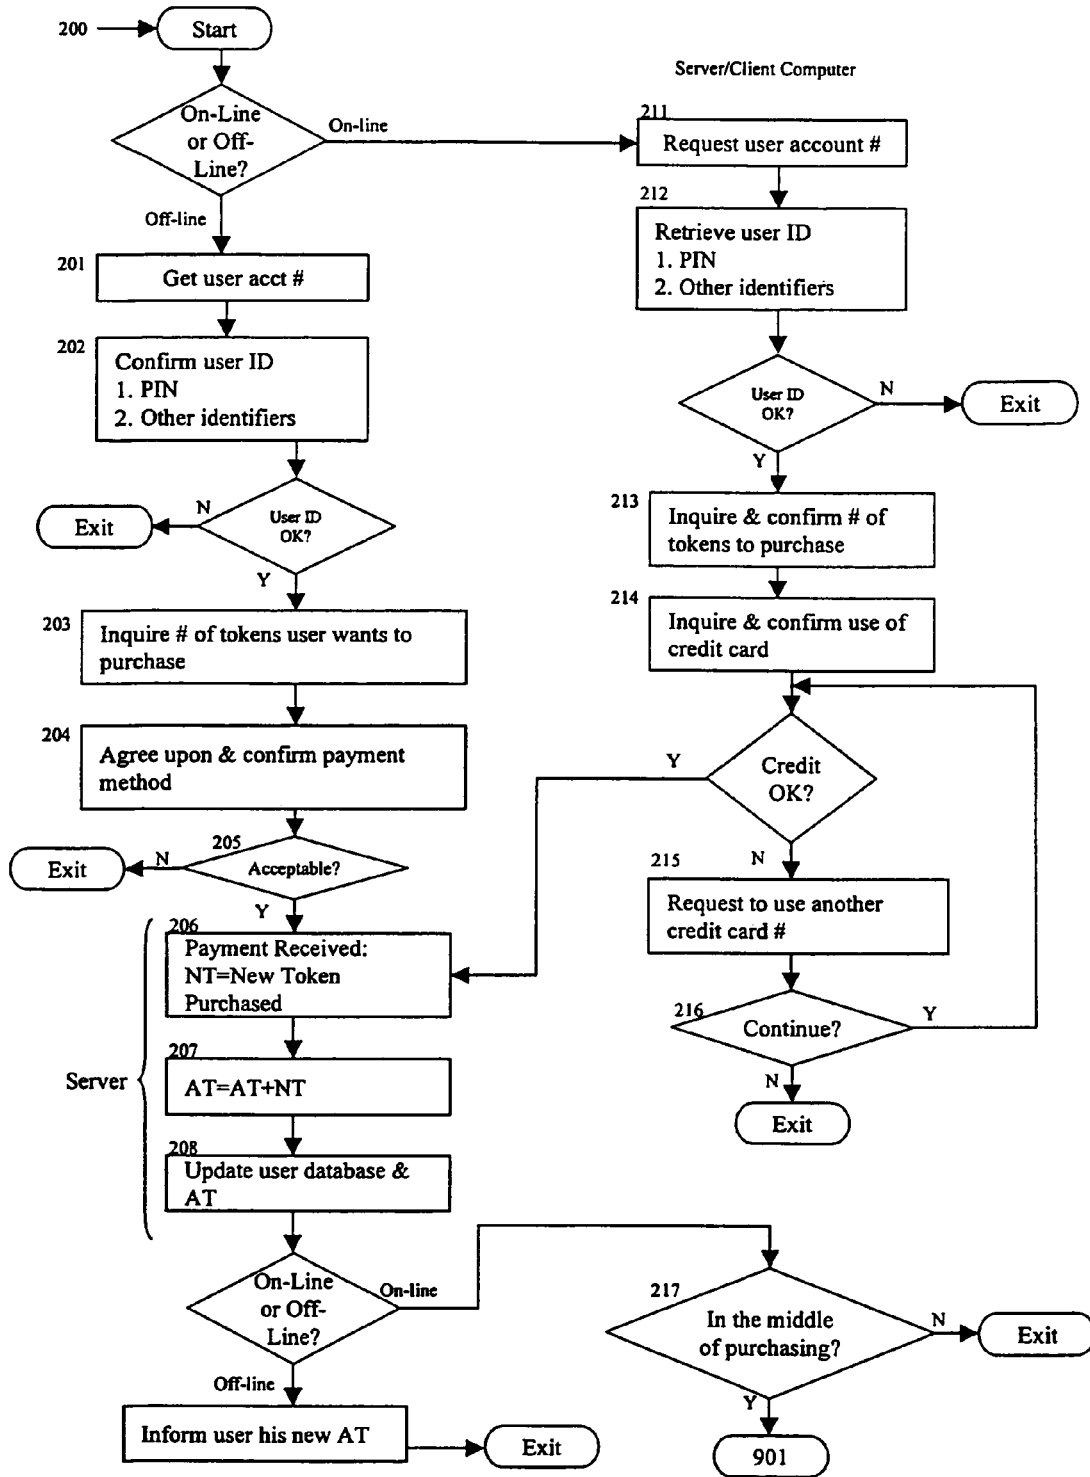 200
Start
Server/Client Computer
On-Line
or Off-
Line?
On-line
Off-line
211
Request user account #
212
Retrieve user ID
1. PIN
2. Other identifiers
201
Get user acct #
202
Confirm user ID
1. PIN
2. Other identifiers
User ID
OK?
N
Exit
Y
User ID
OK?
N
Exit
Y
213
Inquire & confirm # of
tokens to purchase
203
Inquire # of tokens user wants to
purchase
214
Inquire & confirm use of
credit card
204
Agree upon & confirm payment
method
Credit
OK?
Y
N
205
Acceptable?
N
Exit
Y
215
Request to use another
credit card #
206
Payment Received:
NT=New Token
Purchased
216
Continue?
Y
N
Exit
Server
207
AT=AT+NT
208
Update user database &
AT
On-Line
or Off-
Line?
On-line
Off-line
217
In the middle
of purchasing?
N
Exit
Y
901
Inform user his new AT
Exit